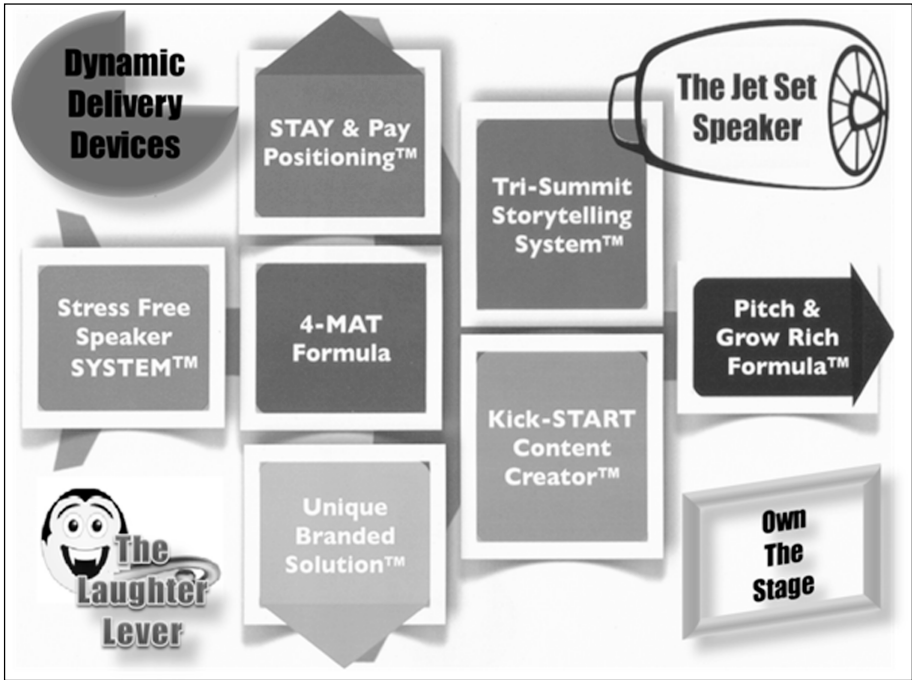 Dynamic
Delivery
Devices
STAY & Pay
Positioning™
The Jet Set
Speaker
Tri-Summit
Storytelling
System™
Stress Free
Speaker
SYSTEM™
4-MAT
Formula
Pitch &
Grow Rich
Formula™
Kick-START
Content
Creator™
Unique
Branded
Solution™
The
Laughter
Lever
Own
The
Stage